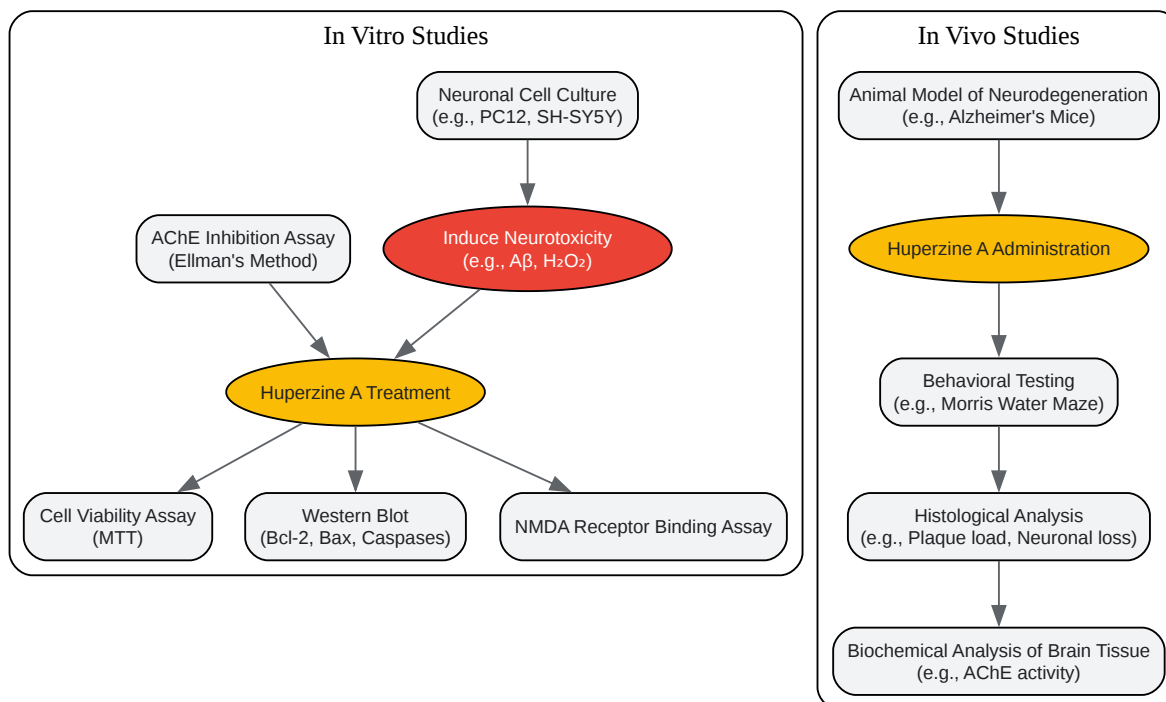 In Vitro Studies
Neuronal Cell Culture
(e.g., PC12, SH-SY5Y)
AChE Inhibition Assay
(Ellman's Method)
Induce Neurotoxicity
(e.g., Aβ, H₂O₂)
Huperzine A Treatment
Cell Viability Assay
(MTT)
Western Blot
(Bcl-2, Bax, Caspases)
NMDA Receptor Binding Assay
In Vivo Studies
Animal Model of Neurodegeneration
(e.g., Alzheimer's Mice)
Huperzine A Administration
Behavioral Testing
(e.g., Morris Water Maze)
Histological Analysis
(e.g., Plaque load, Neuronal loss)
Biochemical Analysis of Brain Tissue
(e.g., AChE activity)